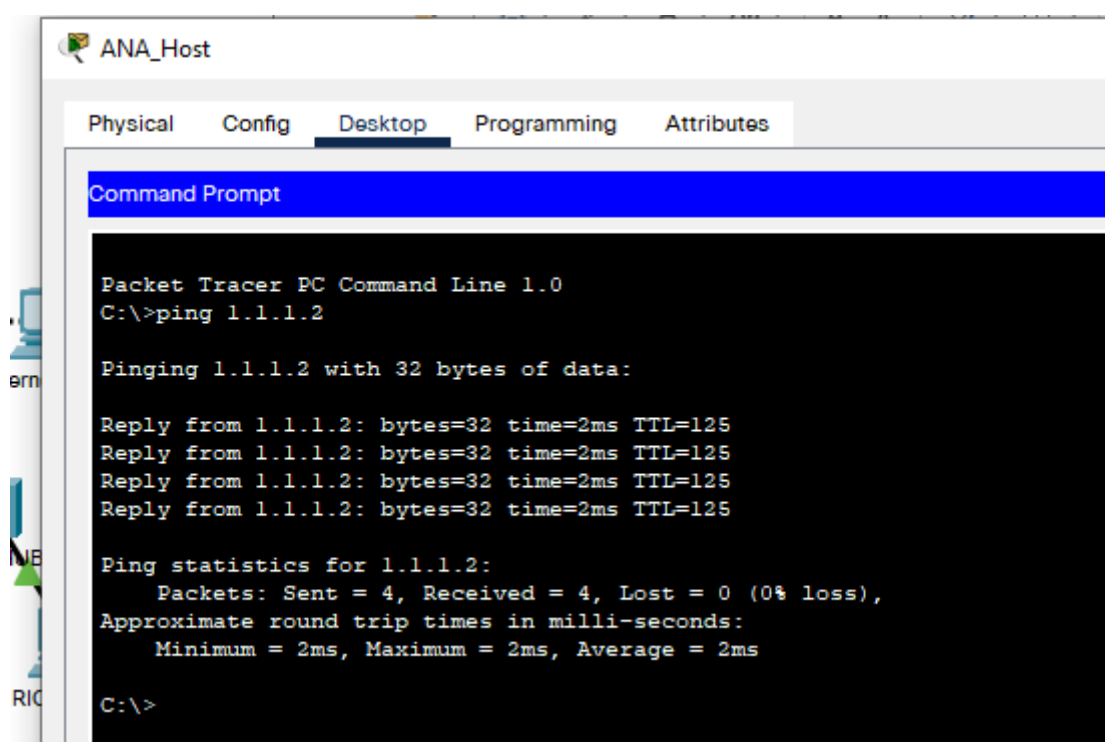 ANA_Host
Physical Config Desktop Programming Attributes
Command Prompt
Packet Tracer PC Command Line 1.0
C:\>ping 1.1.1.2
Pinging 1.1.1.2 with 32 bytes of data:
Reply from 1.1.1.2: bytes=32 time=2ms TTL=125
Reply from 1.1.1.2: bytes=32 time=2ms TTL=125
Reply from 1.1.1.2: bytes=32 time=2ms TTL=125
Reply from 1.1.1.2: bytes=32 time=2ms TTL=125
Ping statistics for 1.1.1.2:
Packets: Sent = 4, Received = 4, Lost = 0 (0% loss),
Approximate round trip times in milli-seconds:
Minimum = 2ms, Maximum = 2ms, Average = 2ms
C:\>